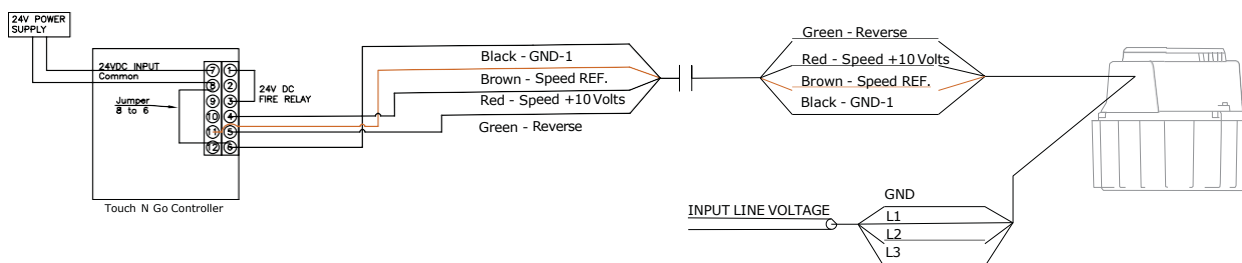 24V POWER
SUPPLY
24VDC INPUT
Common
Jumper
8 to 6
7 1
8 2
9 3
10 4
11 5
12 6
24V DC
FIRE RELAY
Touch N Go Controller
Black - GND-1
Brown - Speed REF.
Red - Speed +10 Volts
Green - Reverse
Green - Reverse
Red - Speed +10 Volts
Brown - Speed REF.
Black - GND-1
INPUT LINE VOLTAGE
GND
L1
L2
L3